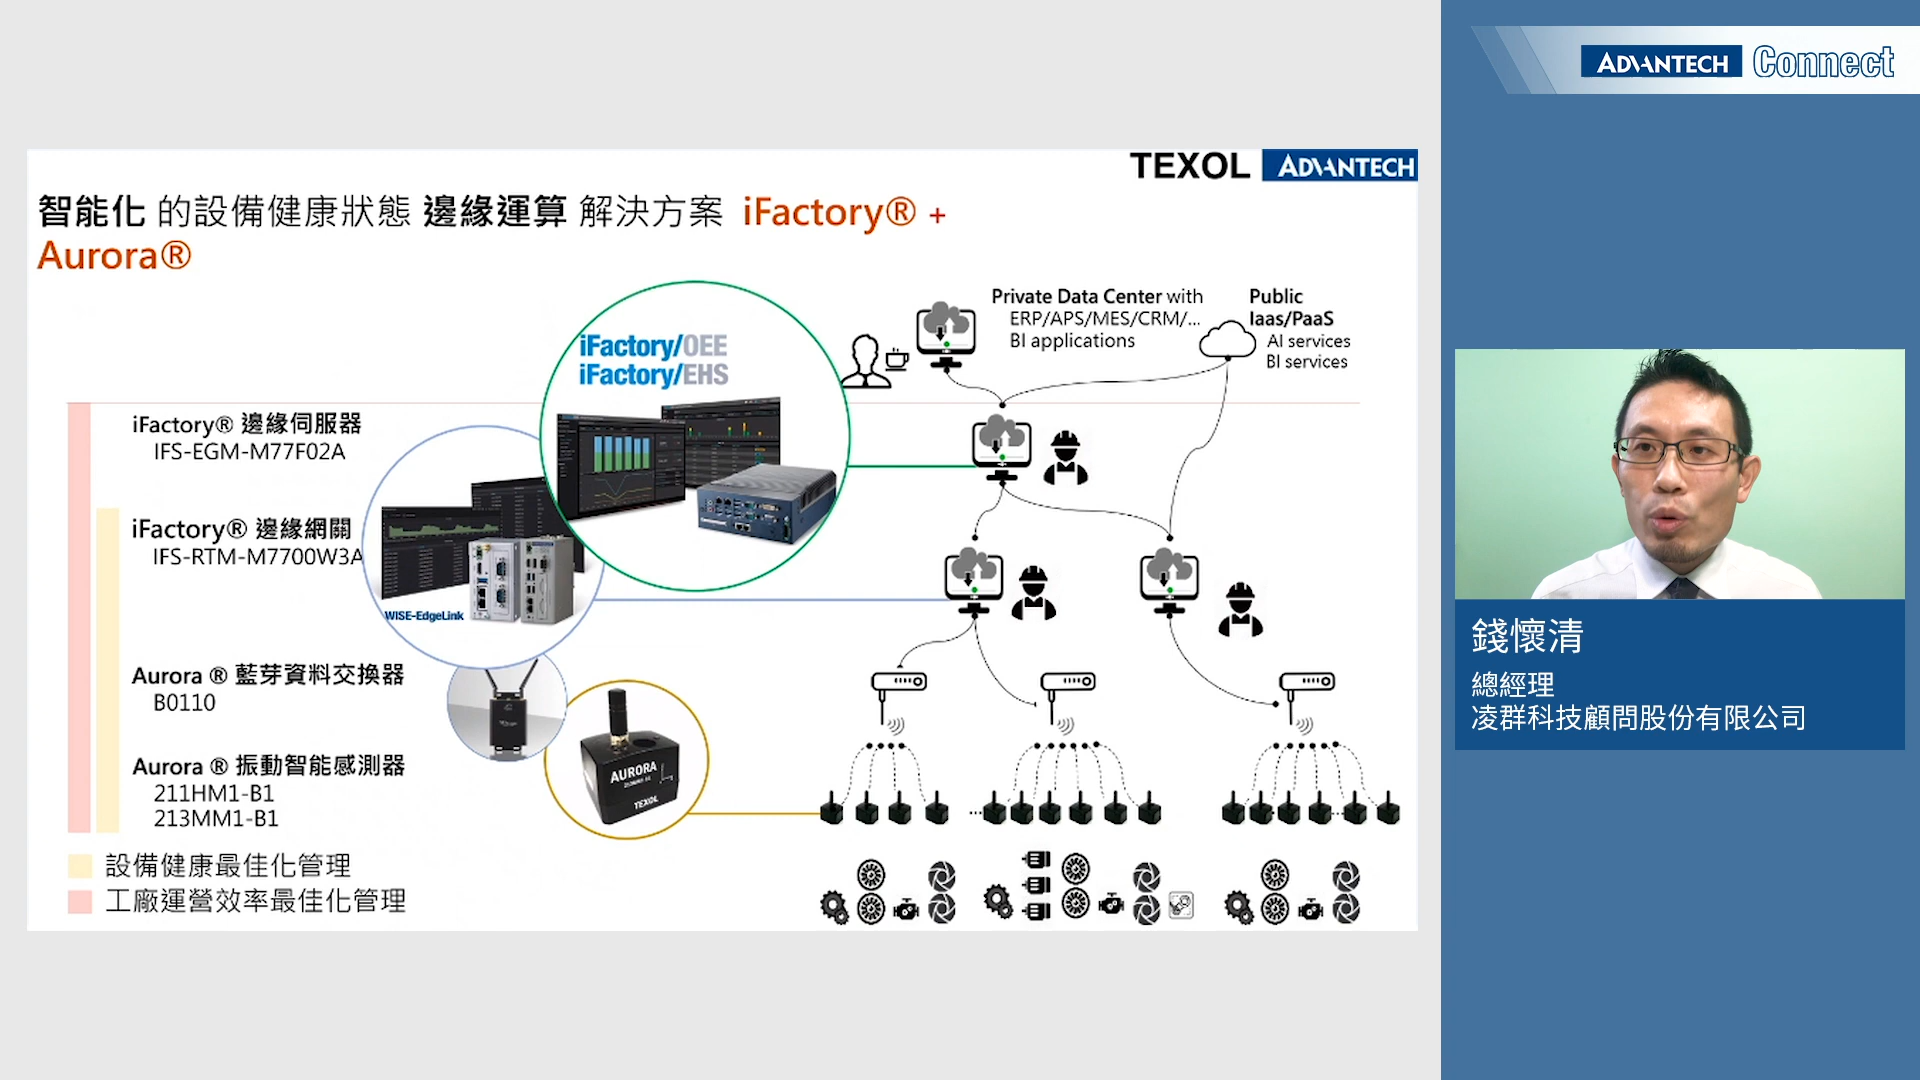 ADVANTECH Connect
TEXOL ADVANTECH
智能化 的設備健康狀態 邊緣運算 解決方案 iFactory® +
Aurora®
Private Data Center with
ERP/APS/MES/CRM/...
BI applications
Public
Iaas/PaaS
AI services
BI services
iFactory/OEE
iFactory/EHS
iFactory® 邊緣伺服器
IFS-EGM-M77F02A
iFactory® 邊緣網關
IFS-RTM-M7700W3A
WISE-EdgeLink
Aurora ® 藍芽資料交換器
B0110
Aurora ® 振動智能感測器
211HM1-B1
213MM1-B1
AURORA
TEXOL
設備健康最佳化管理
工廠運營效率最佳化管理
錢懷清
總經理
凌群科技顧問股份有限公司